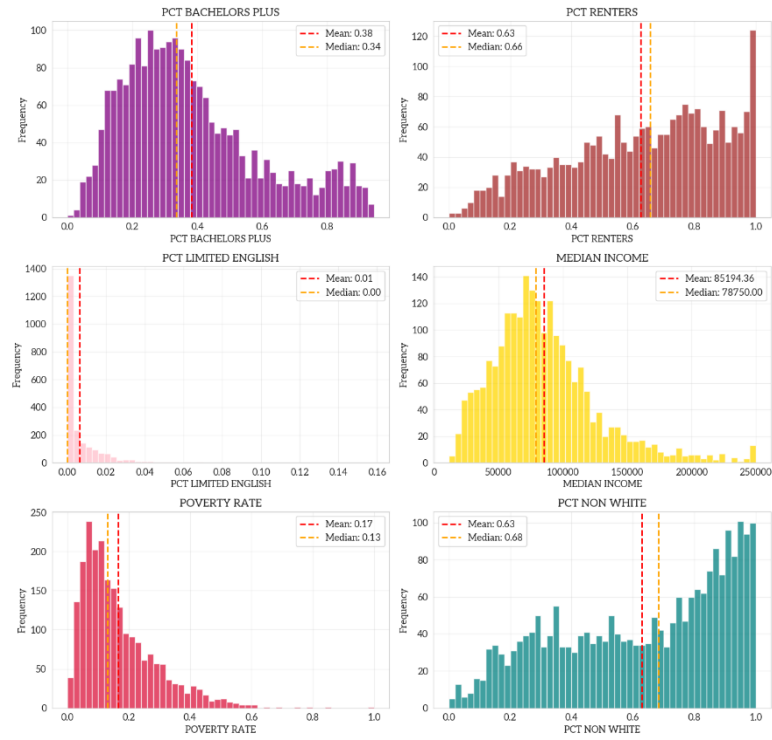 PCT BACHELORS PLUS
Mean: 0.38
Median: 0.34
Frequency
100
80
60
40
20
0
0.0 0.2 0.4 0.6 0.8
PCT BACHELORS PLUS
PCT RENTERS
Mean: 0.63
Median: 0.66
Frequency
120
100
80
60
40
20
0
0.0 0.2 0.4 0.6 0.8 1.0
PCT RENTERS
PCT LIMITED ENGLISH
Mean: 0.01
Median: 0.00
Frequency
1400
1200
1000
800
600
400
200
0
0.00 0.02 0.04 0.06 0.08 0.10 0.12 0.14 0.16
PCT LIMITED ENGLISH
MEDIAN INCOME
Mean: 85194.36
Median: 78750.00
Frequency
140
120
100
80
60
40
20
0
50000 100000 150000 200000 250000
MEDIAN INCOME
POVERTY RATE
Mean: 0.17
Median: 0.13
Frequency
250
200
150
100
50
0
0.0 0.2 0.4 0.6 0.8 1.0
POVERTY RATE
PCT NON WHITE
Mean: 0.63
Median: 0.68
Frequency
100
80
60
40
20
0
0.0 0.2 0.4 0.6 0.8 1.0
PCT NON WHITE